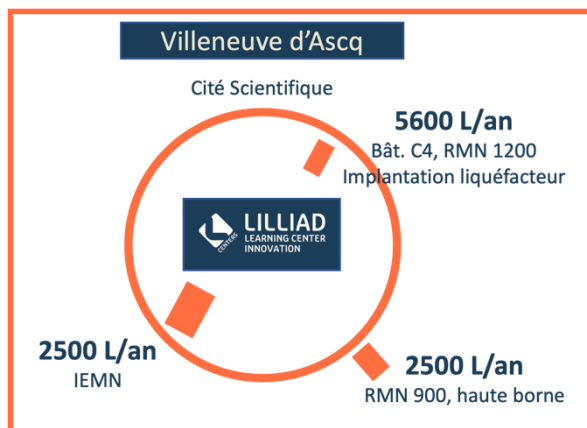 Villeneuve d'Ascq
Cité Scientifique
5600 L/an
Bât. C4, RMN 1200
Implantation liquéfacteur
LILLIAD
LEARNING CENTER
INNOVATION
CENTERS
2500 L/an
IEMN
2500 L/an
RMN 900, haute borne